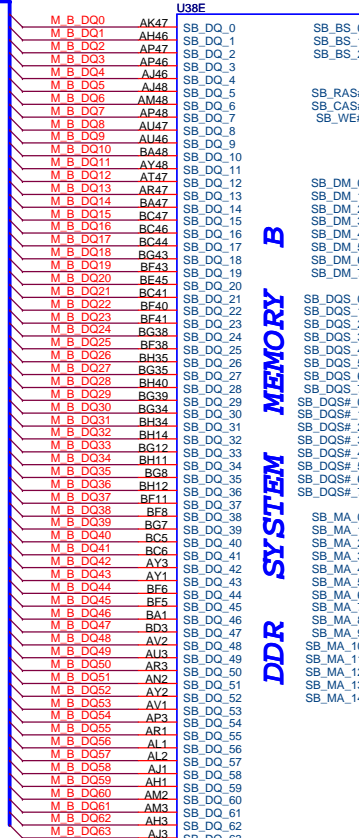 U38E
M_B_DQ0 AK47 SB_DQ_0
M_B_DQ1 AH46 SB_DQ_1
M_B_DQ2 AP47 SB_DQ_2
M_B_DQ3 AP46 SB_DQ_3
M_B_DQ4 AJ46 SB_DQ_4
M_B_DQ5 AJ48 SB_DQ_5
M_B_DQ6 AM48 SB_DQ_6
M_B_DQ7 AP48 SB_DQ_7
M_B_DQ8 AU47 SB_DQ_8
M_B_DQ9 AU46 SB_DQ_9
M_B_DQ10 BA48 SB_DQ_10
M_B_DQ11 AY48 SB_DQ_11
M_B_DQ12 AT47 SB_DQ_12
M_B_DQ13 AR47 SB_DQ_13
M_B_DQ14 BA47 SB_DQ_14
M_B_DQ15 BC47 SB_DQ_15
M_B_DQ16 BC46 SB_DQ_16
M_B_DQ17 BC44 SB_DQ_17
M_B_DQ18 BG43 SB_DQ_18
M_B_DQ19 BF43 SB_DQ_19
M_B_DQ20 BE45 SB_DQ_20
M_B_DQ21 BC41 SB_DQ_21
M_B_DQ22 BF40 SB_DQ_22
M_B_DQ23 BF41 SB_DQ_23
M_B_DQ24 BG38 SB_DQ_24
M_B_DQ25 BF38 SB_DQ_25
M_B_DQ26 BH35 SB_DQ_26
M_B_DQ27 BG35 SB_DQ_27
M_B_DQ28 BH40 SB_DQ_28
M_B_DQ29 BG39 SB_DQ_29
M_B_DQ30 BG34 SB_DQ_30
M_B_DQ31 BH34 SB_DQ_31
M_B_DQ32 BH14 SB_DQ_32
M_B_DQ33 BG12 SB_DQ_33
M_B_DQ34 BH11 SB_DQ_34
M_B_DQ35 BG8 SB_DQ_35
M_B_DQ36 BH12 SB_DQ_36
M_B_DQ37 BF11 SB_DQ_37
M_B_DQ38 BF8 SB_DQ_38
M_B_DQ39 BG7 SB_DQ_39
M_B_DQ40 BC5 SB_DQ_40
M_B_DQ41 BC6 SB_DQ_41
M_B_DQ42 AY3 SB_DQ_42
M_B_DQ43 AY1 SB_DQ_43
M_B_DQ44 BF6 SB_DQ_44
M_B_DQ45 BF5 SB_DQ_45
M_B_DQ46 BA1 SB_DQ_46
M_B_DQ47 BD3 SB_DQ_47
M_B_DQ48 AV2 SB_DQ_48
M_B_DQ49 AU3 SB_DQ_49
M_B_DQ50 AR3 SB_DQ_50
M_B_DQ51 AN2 SB_DQ_51
M_B_DQ52 AY2 SB_DQ_52
M_B_DQ53 AV1 SB_DQ_53
M_B_DQ54 AP3 SB_DQ_54
M_B_DQ55 AR1 SB_DQ_55
M_B_DQ56 AL1 SB_DQ_56
M_B_DQ57 AL2 SB_DQ_57
M_B_DQ58 AJ1 SB_DQ_58
M_B_DQ59 AH1 SB_DQ_59
M_B_DQ60 AM2 SB_DQ_60
M_B_DQ61 AM3 SB_DQ_61
M_B_DQ62 AH3 SB_DQ_62
M_B_DQ63 AJ3 SB_DQ_63
DDR SYSTEM MEMORY B
SB_RAS#
SB_CAS#
SB_WE#
SB_MA_10
SB_MA_11
SB_MA_12
SB_MA_13
SB_MA_14